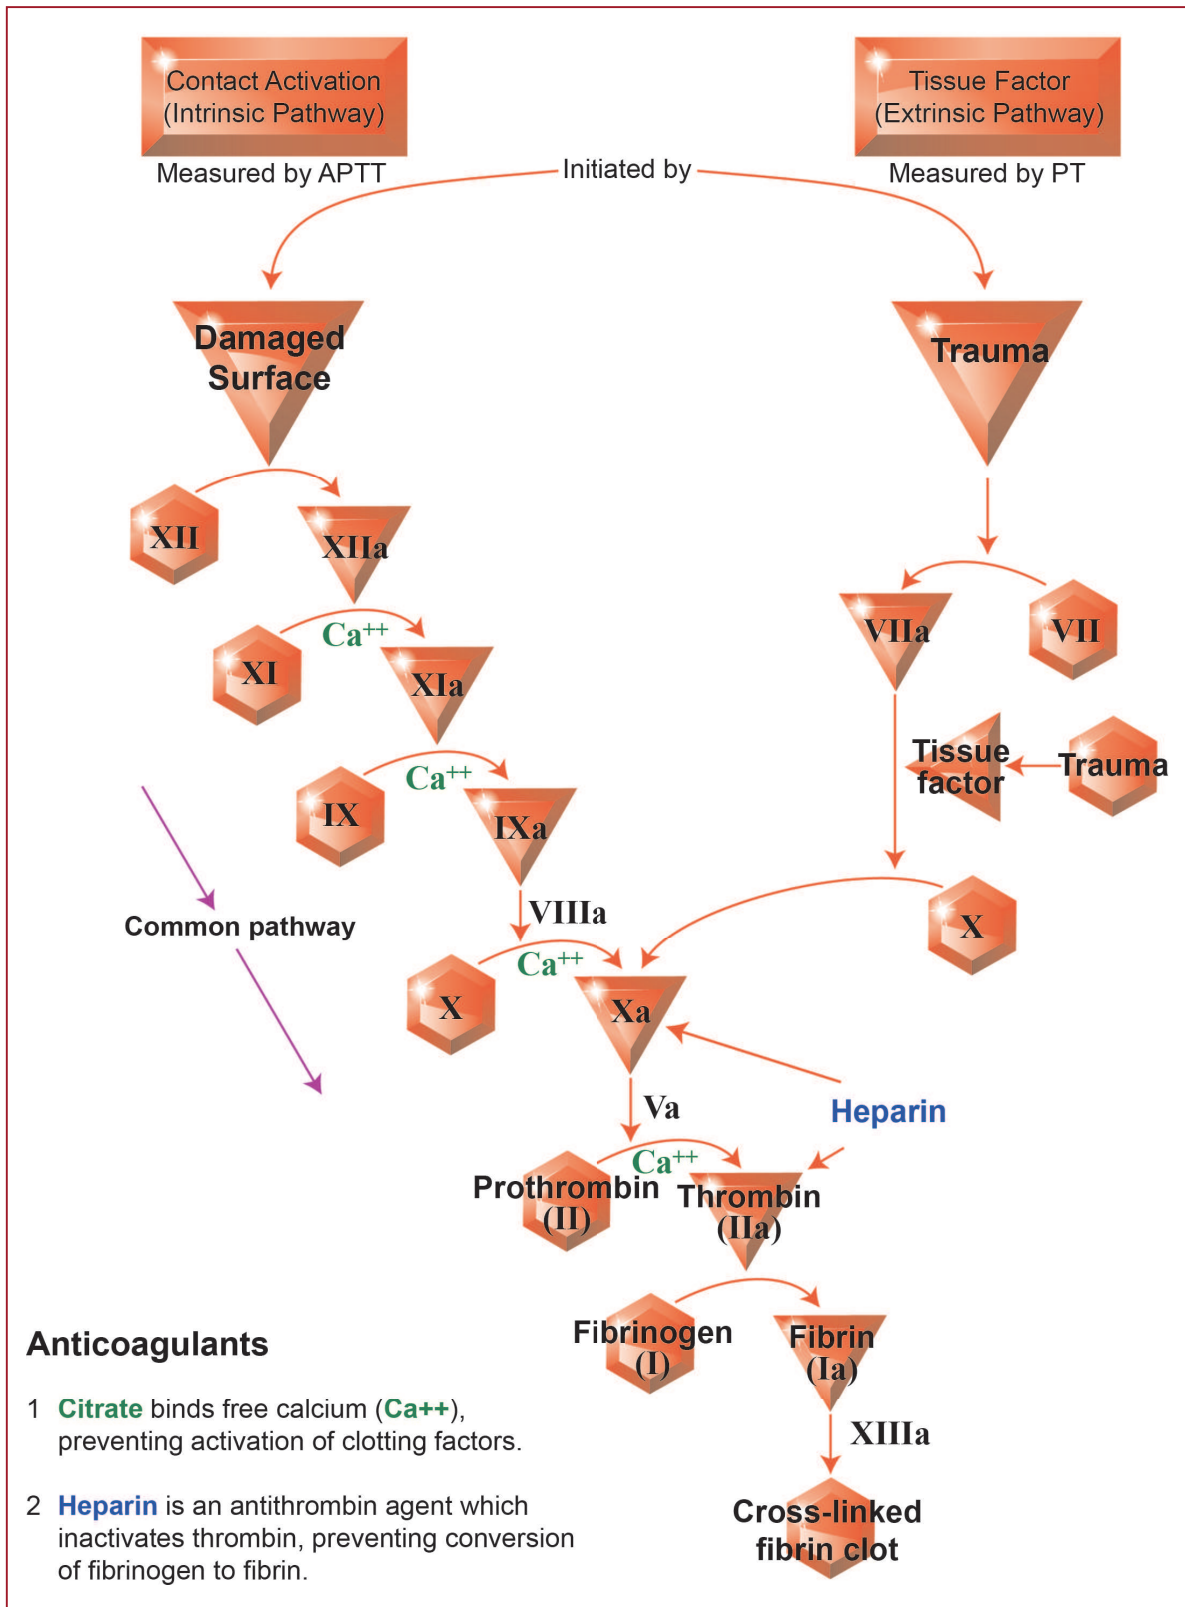 Contact Activation
(Intrinsic Pathway)
Measured by APTT
Initiated by
Tissue Factor
(Extrinsic Pathway)
Measured by PT
Damaged
Surface
Trauma
XII
XIIa
Ca++
XI
XIa
Ca++
IX
IXa
VIIIa
Ca++
X
Xa
VIIa
VII
Tissue
factor
Trauma
X
Common pathway
Heparin
Va
Ca++
Prothrombin
(II)
Thrombin
(IIa)
Fibrinogen
(I)
Fibrin
(Ia)
XIIIa
Cross-linked
fibrin clot
Anticoagulants
1 Citrate binds free calcium (Ca++),
preventing activation of clotting factors.
2 Heparin is an antithrombin agent which
inactivates thrombin, preventing conversion
of fibrinogen to fibrin.